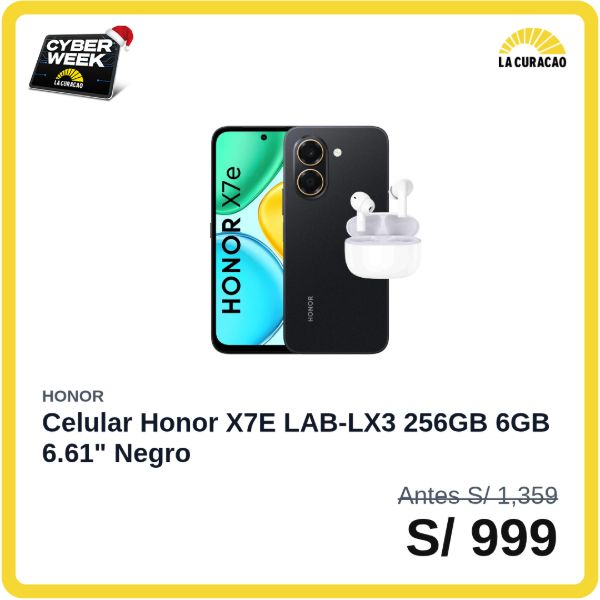 CYBER
WEEK
LA CURACAO
LA CURACAO
HONOR X7e
HONOR
HONOR
Celular Honor X7E LAB-LX3 256GB 6GB
6.61" Negro
Antes S/ 1,359
S/ 999